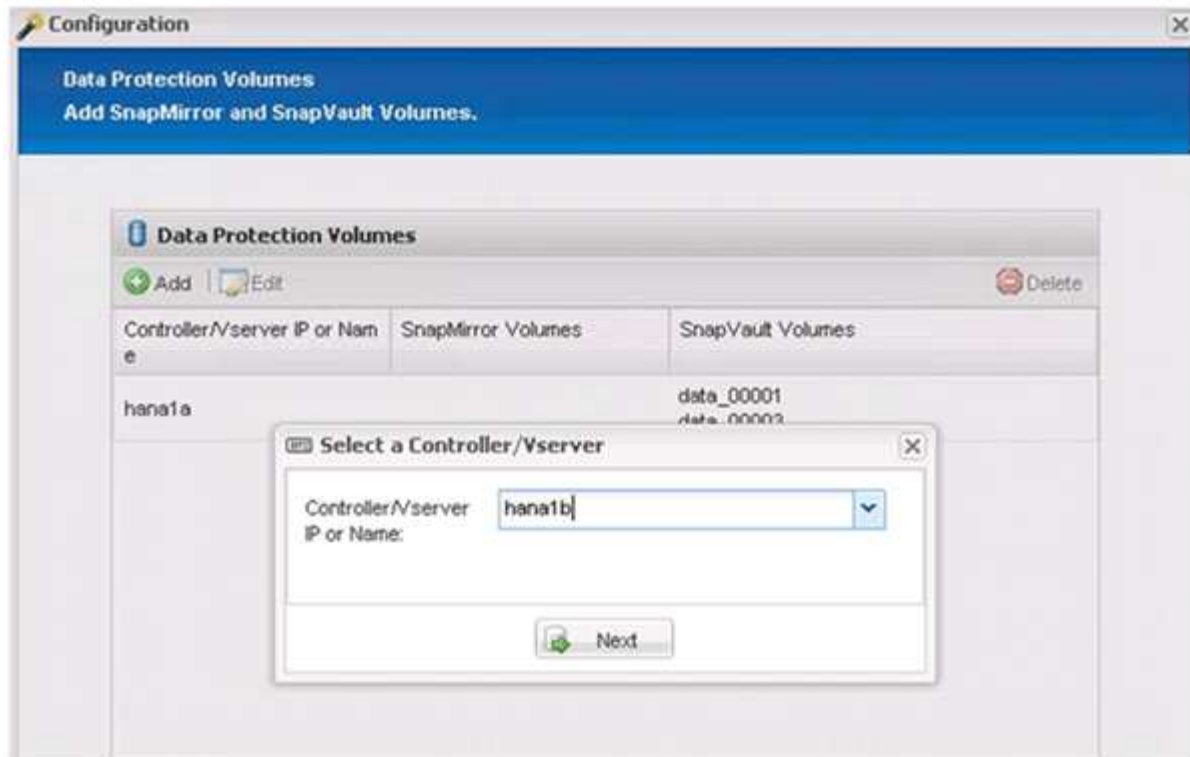 Configuration
Data Protection Volumes
Add SnapMirror and SnapVault Volumes.
Data Protection Volumes
Add
Edit
Delete
Controller/Vserver IP or Nam
e
SnapMirror Volumes
SnapVault Volumes
hana1a
data_00001
data_00003
Select a Controller/Vserver
Controller/Vserver
IP or Name:
hana1b
Next